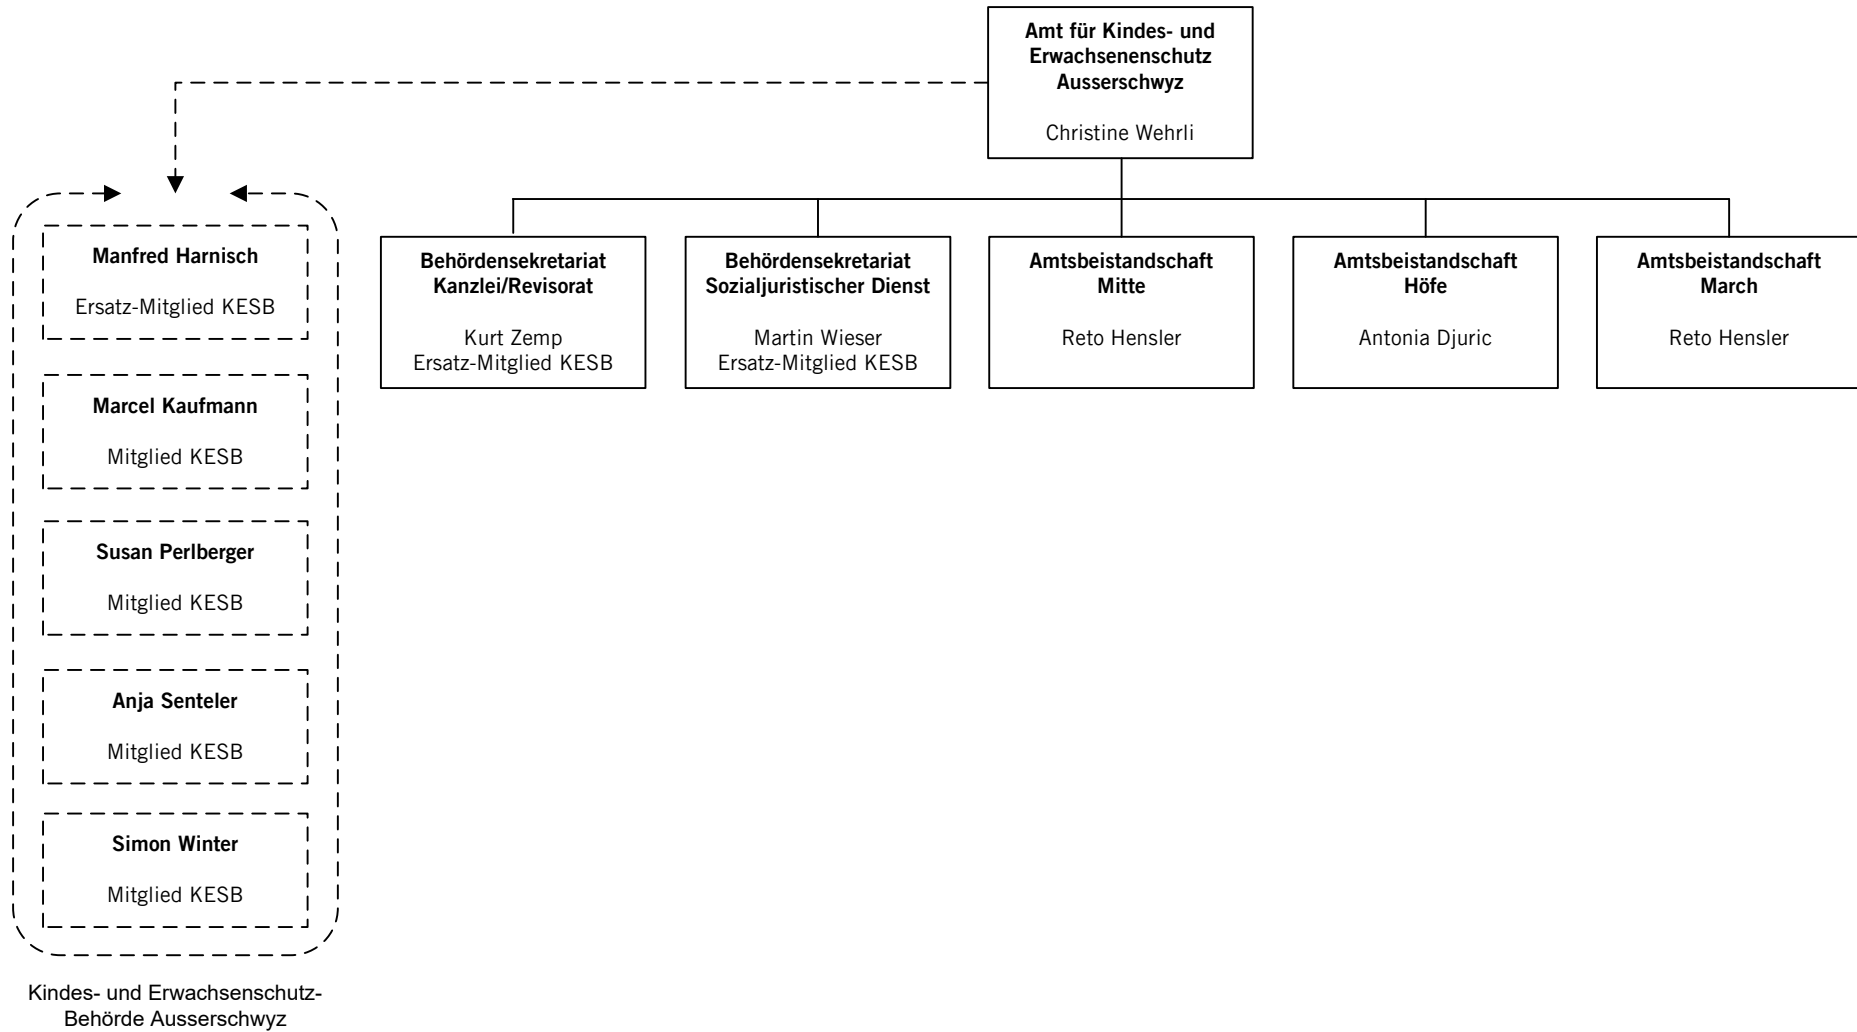 Amt für Kindes- und
Erwachsenenschutz
Ausserschwyz
Christine Wehrli
Manfred Harnisch
Ersatz-Mitglied KESB
Marcel Kaufmann
Mitglied KESB
Susan Perlberger
Mitglied KESB
Anja Senteler
Mitglied KESB
Simon Winter
Mitglied KESB
Kindes- und Erwachsenschutz-
Behörde Ausserschwyz
Behördensekretariat
Kanzlei/Revisorat
Kurt Zemp
Ersatz-Mitglied KESB
Behördensekretariat
Sozialjuristischer Dienst
Martin Wieser
Ersatz-Mitglied KESB
Amtsbeistandschaft
Mitte
Reto Hensler
Amtsbeistandschaft
Höfe
Antonia Djuric
Amtsbeistandschaft
March
Reto Hensler